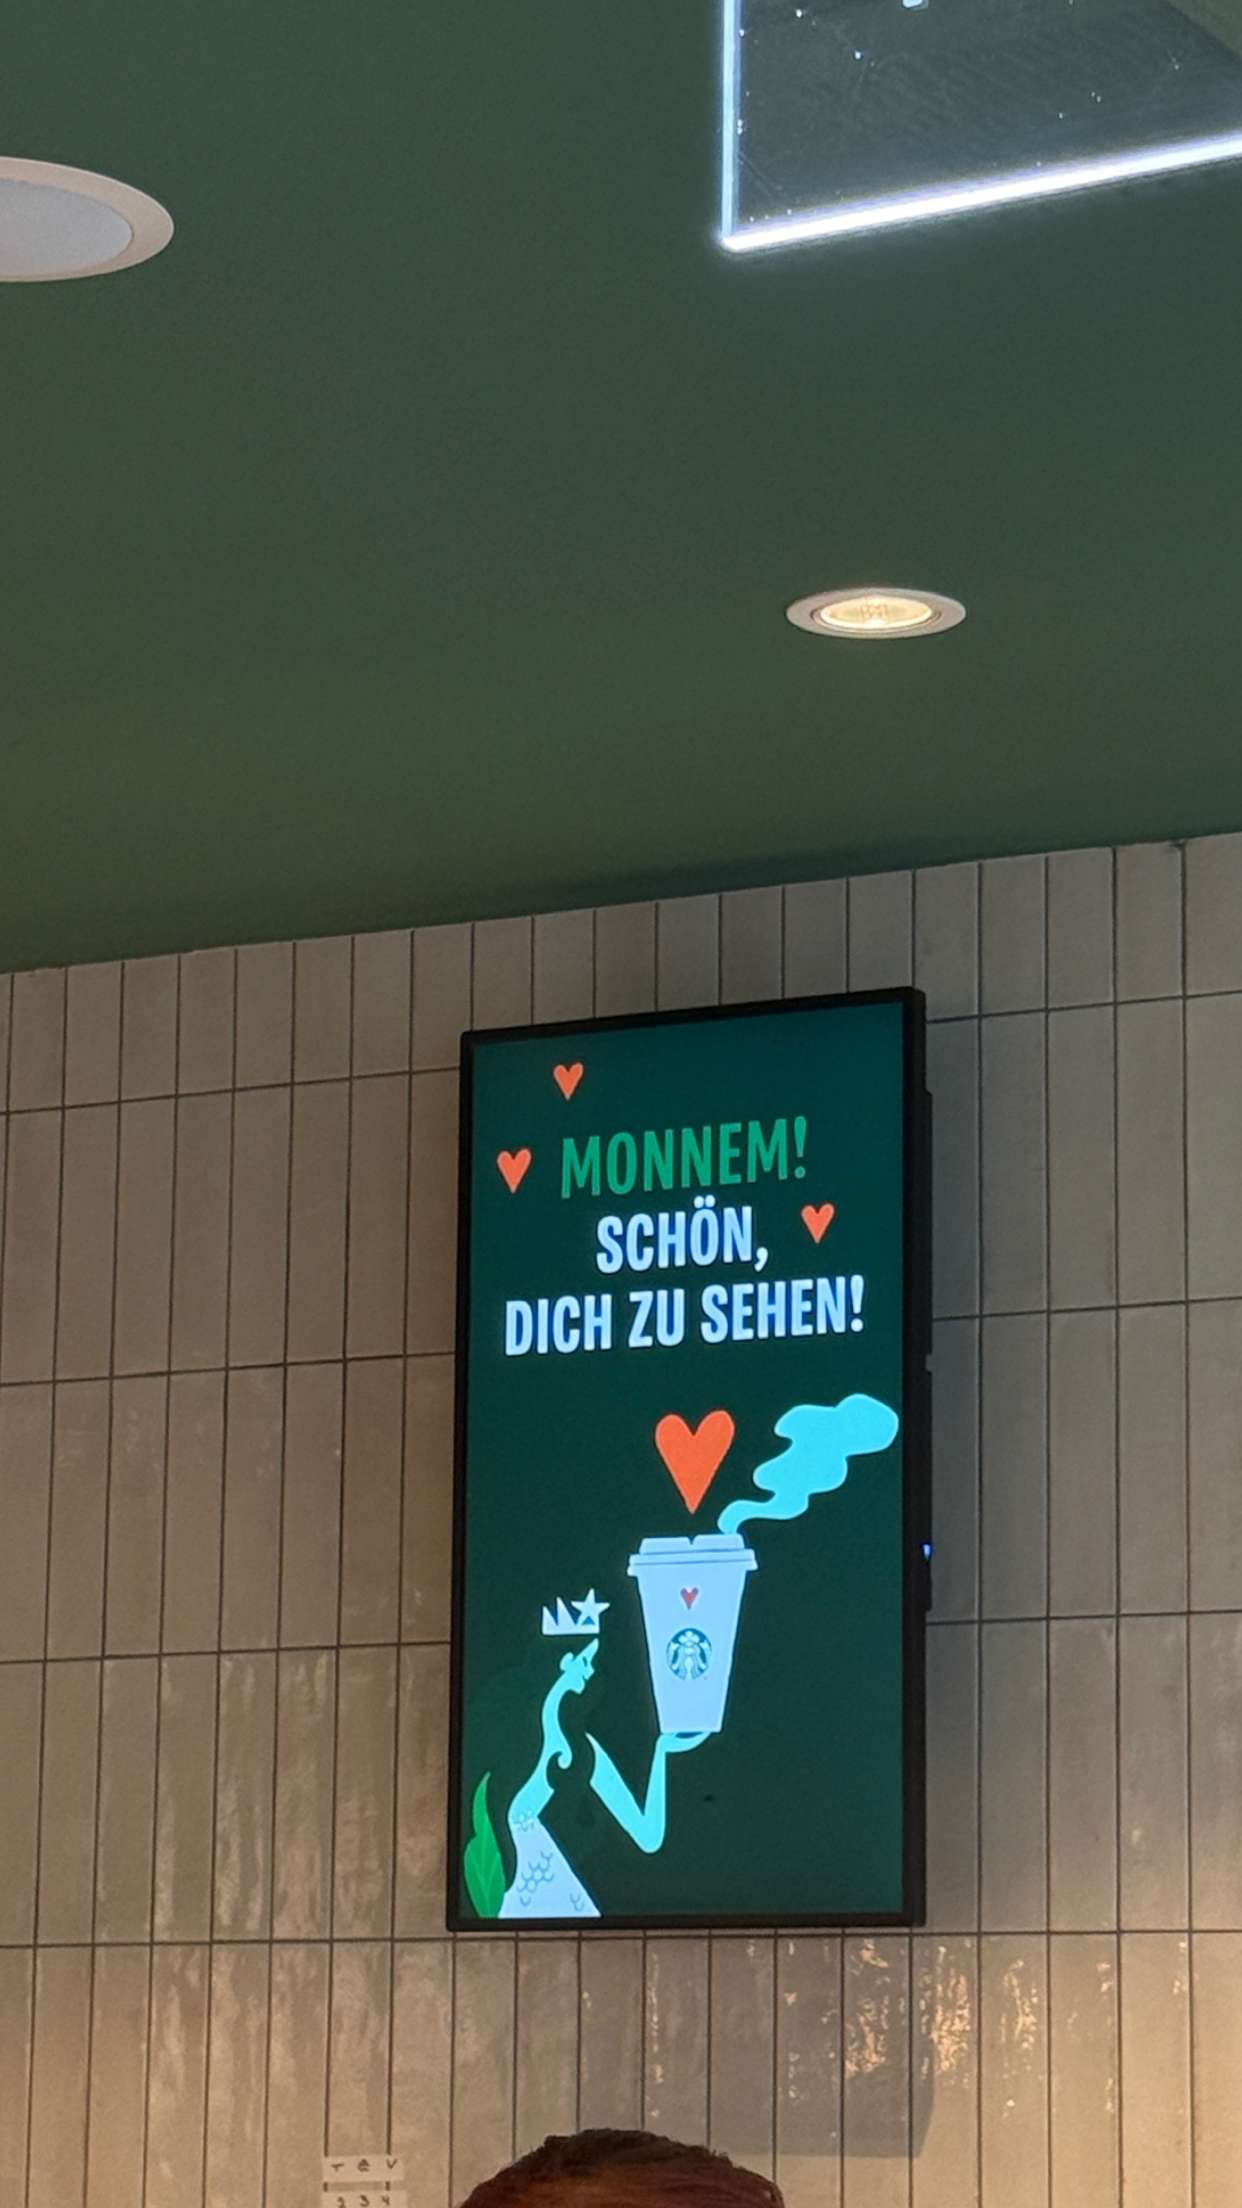 MONNEM!
SCHÖN,
DICH ZU SEHEN!